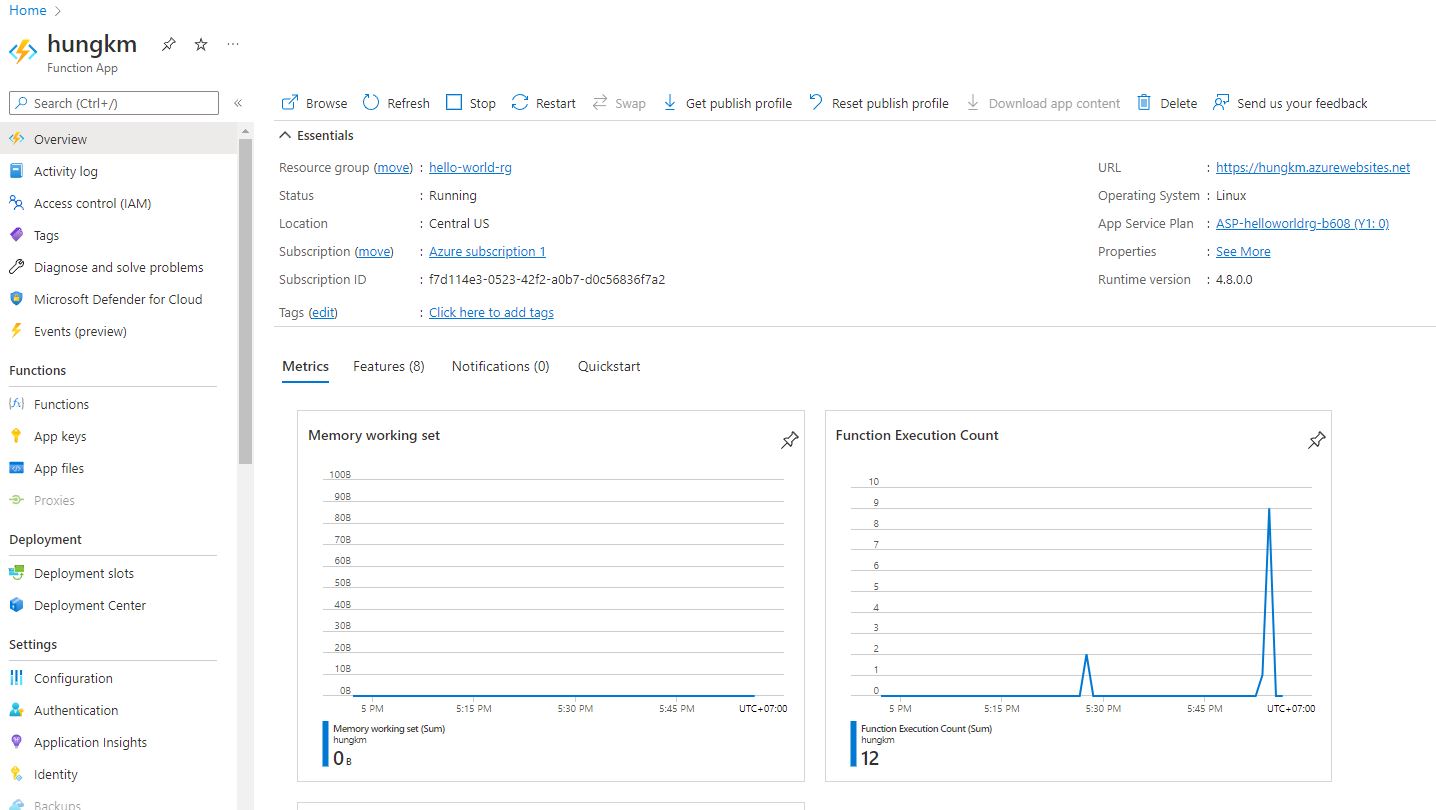 Home
hungkm
Function App
Search (Ctrl+/)
Overview
Activity log
Access control (IAM)
Tags
Diagnose and solve problems
Microsoft Defender for Cloud
Events (preview)
Functions
Functions
App keys
App files
Proxies
Deployment
Deployment slots
Deployment Center
Settings
Configuration
Authentication
Application Insights
Identity
Backups
Browse Refresh Stop Restart Swap Get publish profile Reset publish profile Download app content Delete Send us your feedback
Essentials
Resource group (move) : hello-world-rg
Status : Running
Location : Central US
Subscription (move) : Azure subscription 1
Subscription ID : f7d114e3-0523-42f2-a0b7-d0c56836f7a2
Tags (edit) : Click here to add tags
URL : https://hungkm.azurewebsites.net
Operating System : Linux
App Service Plan : ASP-helloworldrg-b608 (Y1: 0)
Properties : See More
Runtime version : 4.8.0.0
Metrics Features (8) Notifications (0) Quickstart
Memory working set
100B
90B
80B
70B
60B
50B
40B
30B
20B
10B
0B
5 PM 5:15 PM 5:30 PM 5:45 PM UTC+07:00
Memory working set (Sum)
hungkm
0 B
Function Execution Count
10
9
8
7
6
5
4
3
2
1
0
5 PM 5:15 PM 5:30 PM 5:45 PM UTC+07:00
Function Execution Count (Sum)
hungkm
12